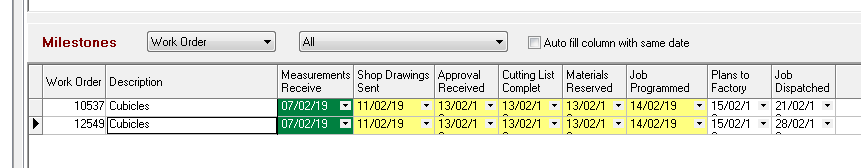 Milestones Work Order All Auto fill column with same date
Measurements Shop Drawings Approval Cutting List Materials Job Plans to Job
Work Order Description Receive Sent Received Complet Reserved Programmed Factory Dispatched
10537 Cubicles 07/02/19 11/02/19 13/02/1 13/02/1 13/02/1 14/02/19 15/02/1 21/02/1
12549 Cubicles 07/02/19 11/02/19 13/02/1 13/02/1 13/02/1 14/02/19 15/02/1 28/02/1